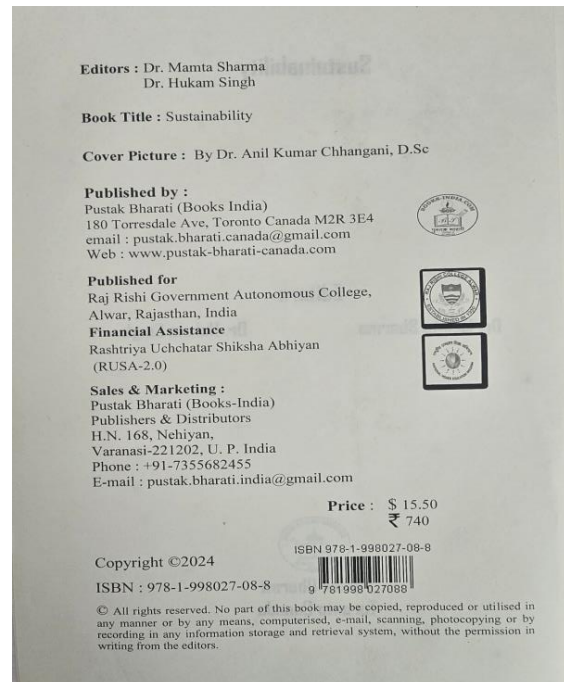 Editors : Dr. Mamta Sharma
Dr. Hukam Singh
Book Title : Sustainability
Cover Picture : By Dr. Anil Kumar Chhangani, D.Sc
Published by :
Pustak Bharati (Books India)
180 Torresdale Ave, Toronto Canada M2R 3E4
email : pustak.bharati.canada@gmail.com
Web : www.pustak-bharati-canada.com
Published for
Raj Rishi Government Autonomous College,
Alwar, Rajasthan, India
Financial Assistance
Rashtriya Uchchatar Shiksha Abhiyan
(RUSA-2.0)
Sales & Marketing :
Pustak Bharati (Books-India)
Publishers & Distributors
H.N. 168, Nehiyan,
Varanasi-221202, U. P. India
Phone : +91-7355682455
E-mail : pustak.bharati.india@gmail.com
Price : $ 15.50
₹ 740
ISBN 978-1-998027-08-8
9 781998 027088
Copyright ©2024
ISBN : 978-1-998027-08-8
© All rights reserved. No part of this book may be copied, reproduced or utilised in
any manner or by any means, computerised, e-mail, scanning, photocopying or by
recording in any information storage and retrieval system, without the permission in
writing from the editors.